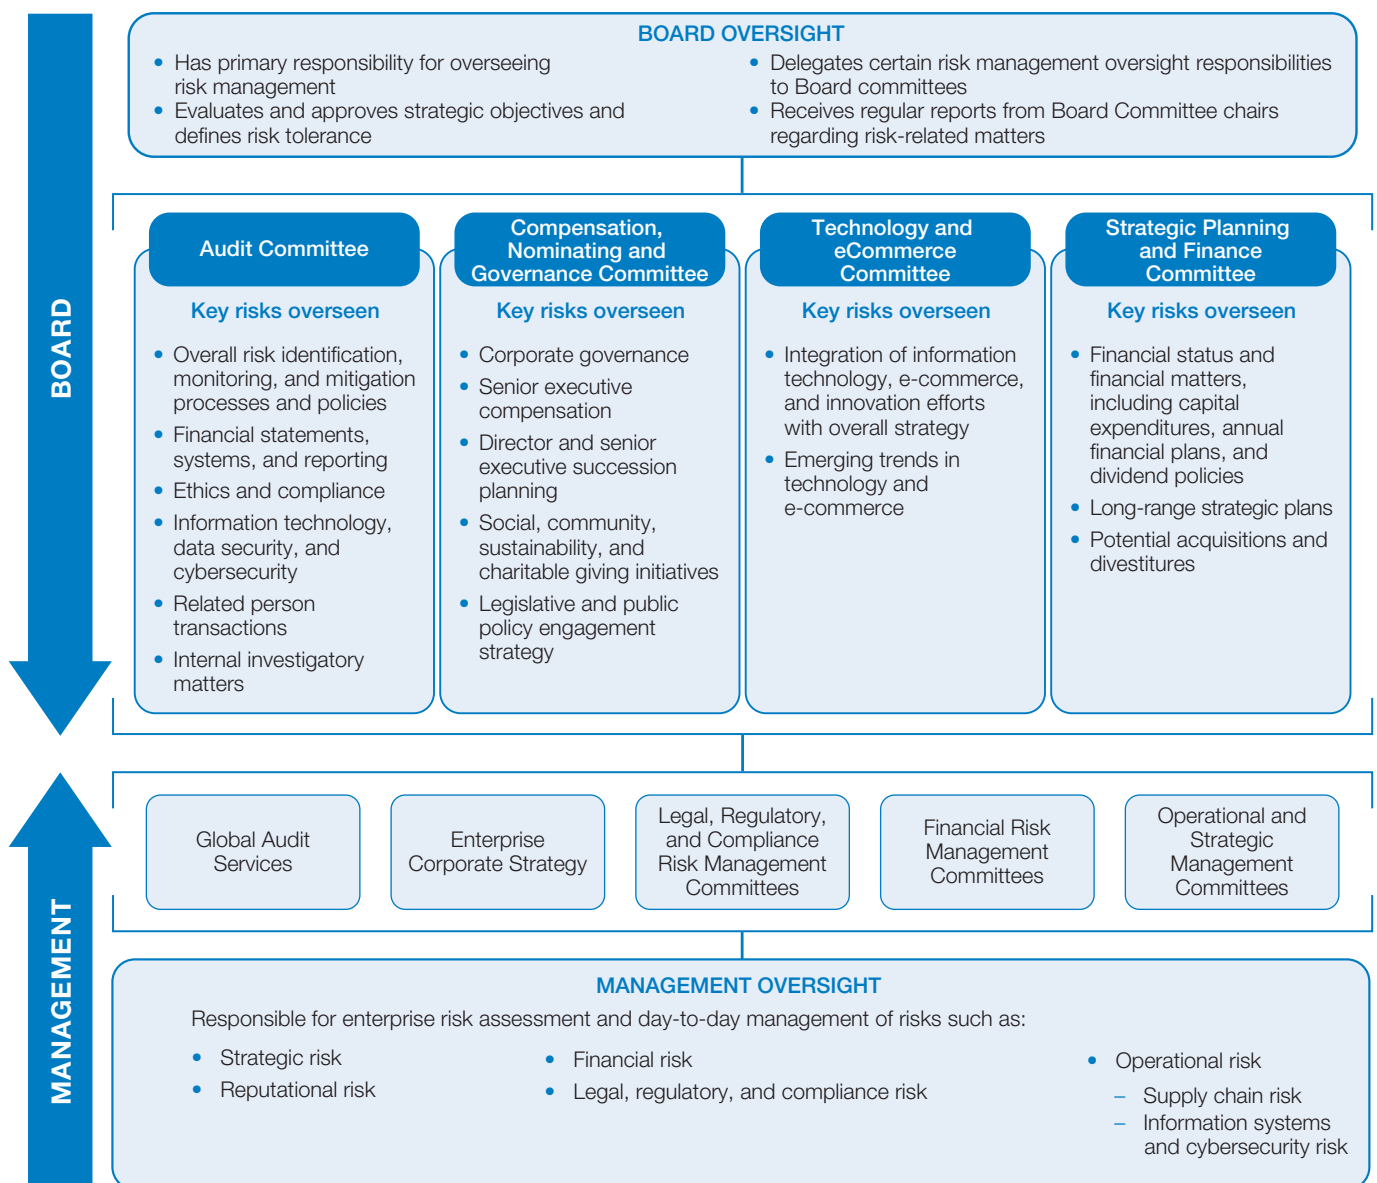 BOARD
BOARD OVERSIGHT
• Has primary responsibility for overseeing
risk management
• Evaluates and approves strategic objectives and
defines risk tolerance
• Delegates certain risk management oversight responsibilities
to Board committees
• Receives regular reports from Board Committee chairs
regarding risk-related matters
Audit Committee
Key risks overseen
• Overall risk identification,
monitoring, and mitigation
processes and policies
• Financial statements,
systems, and reporting
• Ethics and compliance
• Information technology,
data security, and
cybersecurity
• Related person
transactions
• Internal investigatory
matters
Compensation,
Nominating and
Governance Committee
Key risks overseen
• Corporate governance
• Senior executive
compensation
• Director and senior
executive succession
planning
• Social, community,
sustainability, and
charitable giving initiatives
• Legislative and public
policy engagement
strategy
Technology and
eCommerce
Committee
Key risks overseen
• Integration of information
technology, e-commerce,
and innovation efforts
with overall strategy
• Emerging trends in
technology and
e-commerce
Strategic Planning
and Finance
Committee
Key risks overseen
• Financial status and
financial matters,
including capital
expenditures, annual
financial plans, and
dividend policies
• Long-range strategic plans
• Potential acquisitions and
divestitures
MANAGEMENT
Global Audit
Services
Enterprise
Corporate Strategy
Legal, Regulatory,
and Compliance
Risk Management
Committees
Financial Risk
Management
Committees
Operational and
Strategic
Management
Committees
MANAGEMENT OVERSIGHT
Responsible for enterprise risk assessment and day-to-day management of risks such as:
• Strategic risk
• Reputational risk
• Financial risk
• Legal, regulatory, and compliance risk
• Operational risk
– Supply chain risk
– Information systems
and cybersecurity risk